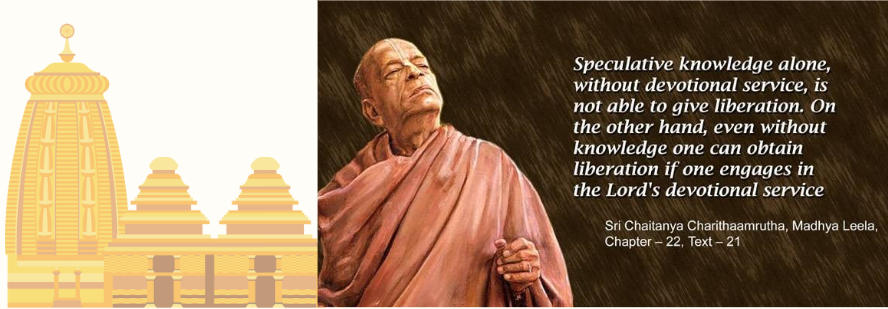 Speculative knowledge alone,
without devotional service, is
not able to give liberation. On
the other hand, even without
knowledge one can obtain
liberation if one engages in
the Lord's devotional service
Sri Chaitanya Charithaamrutha, Madhya Leela,
Chapter – 22, Text – 21